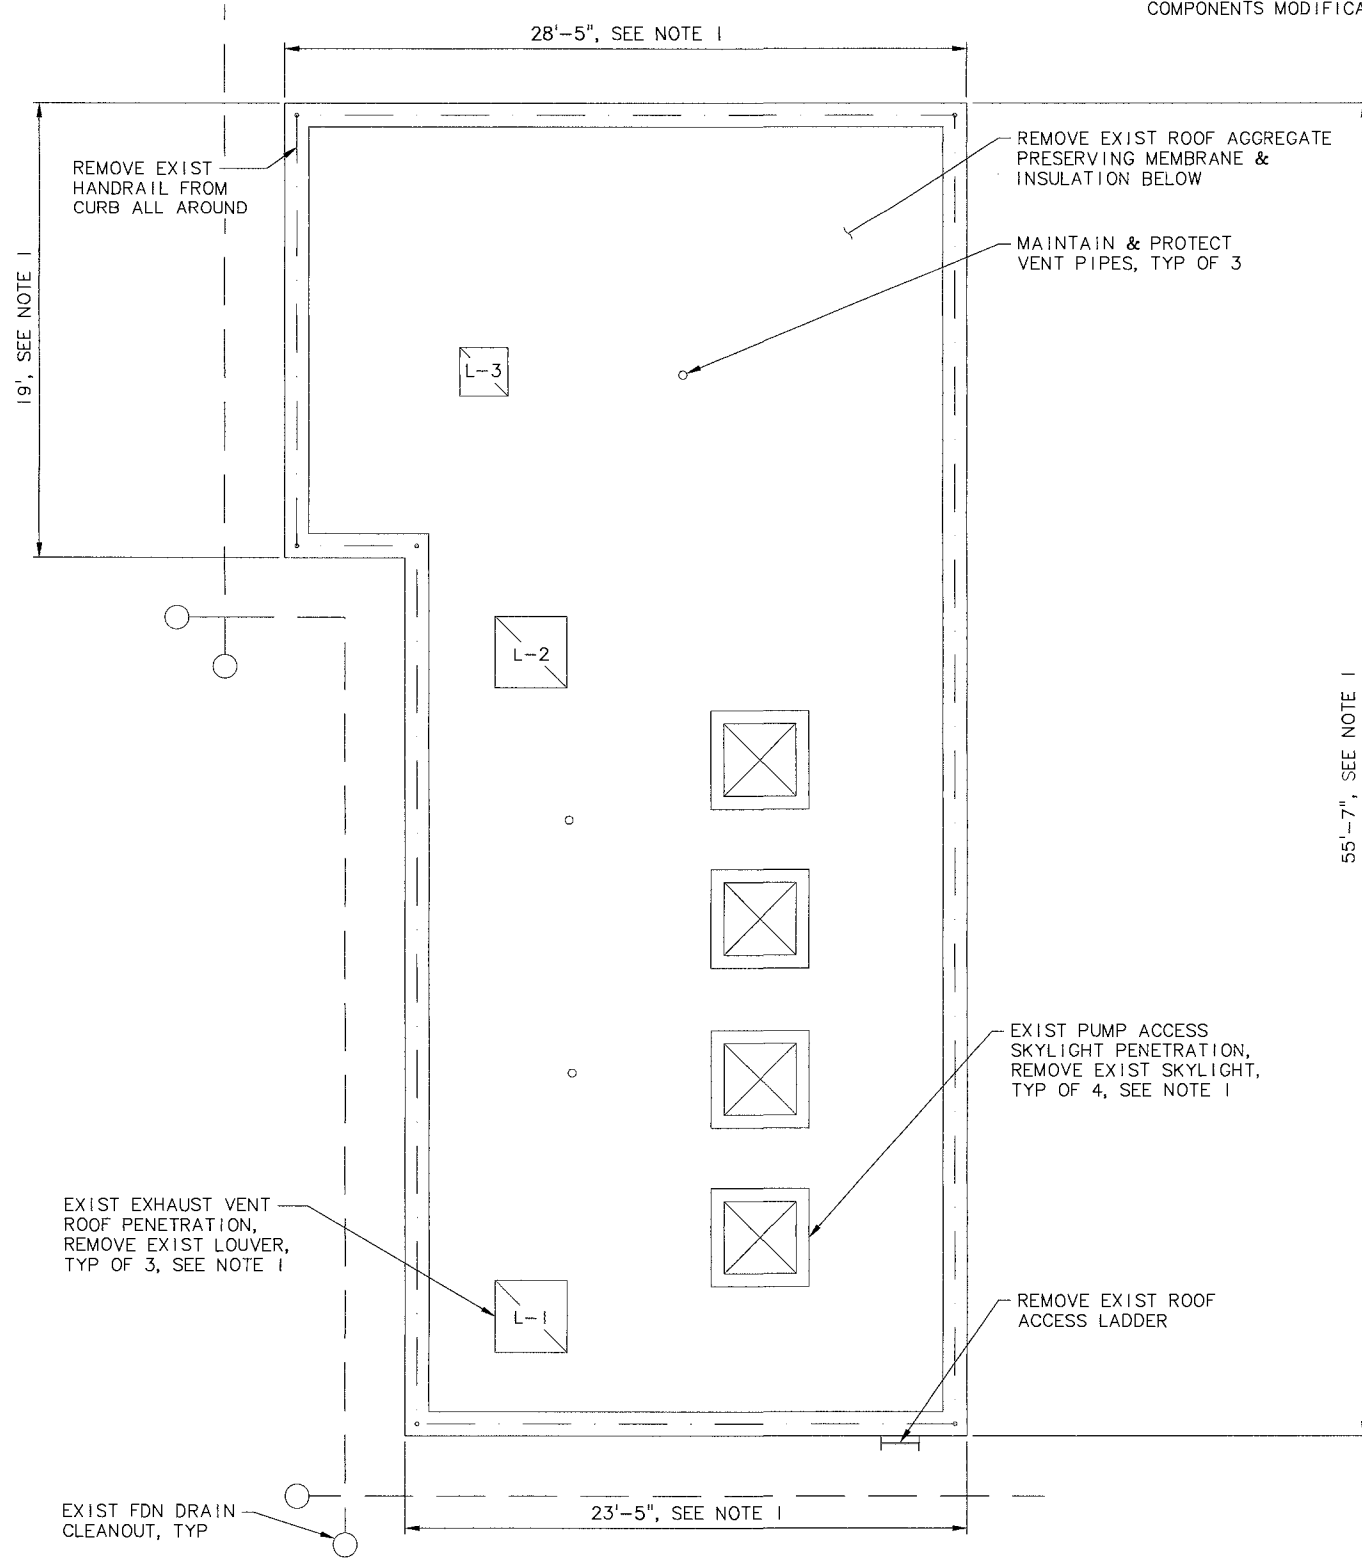 COMPONENTS MODIFICA
28'-5", SEE NOTE 1
REMOVE EXIST
HANDRAIL FROM
CURB ALL AROUND
REMOVE EXIST ROOF AGGREGATE
PRESERVING MEMBRANE &
INSULATION BELOW
MAINTAIN & PROTECT
VENT PIPES, TYP OF 3
19', SEE NOTE 1
L-3
L-2
55'-7", SEE NOTE 1
EXIST PUMP ACCESS
SKYLIGHT PENETRATION,
REMOVE EXIST SKYLIGHT,
TYP OF 4, SEE NOTE 1
EXIST EXHAUST VENT
ROOF PENETRATION,
REMOVE EXIST LOUVER,
TYP OF 3, SEE NOTE 1
L-1
REMOVE EXIST ROOF
ACCESS LADDER
EXIST FDN DRAIN
CLEANOUT, TYP
23'-5", SEE NOTE 1